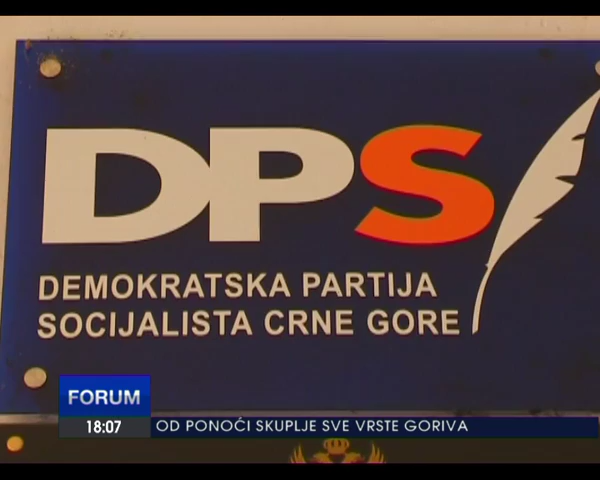 DPS
DEMOKRATSKA PARTIJA
SOCIJALISTA CRNE GORE
FORUM
18:07 OD PONOĆI SKUPLJE SVE VRSTE GORIVA